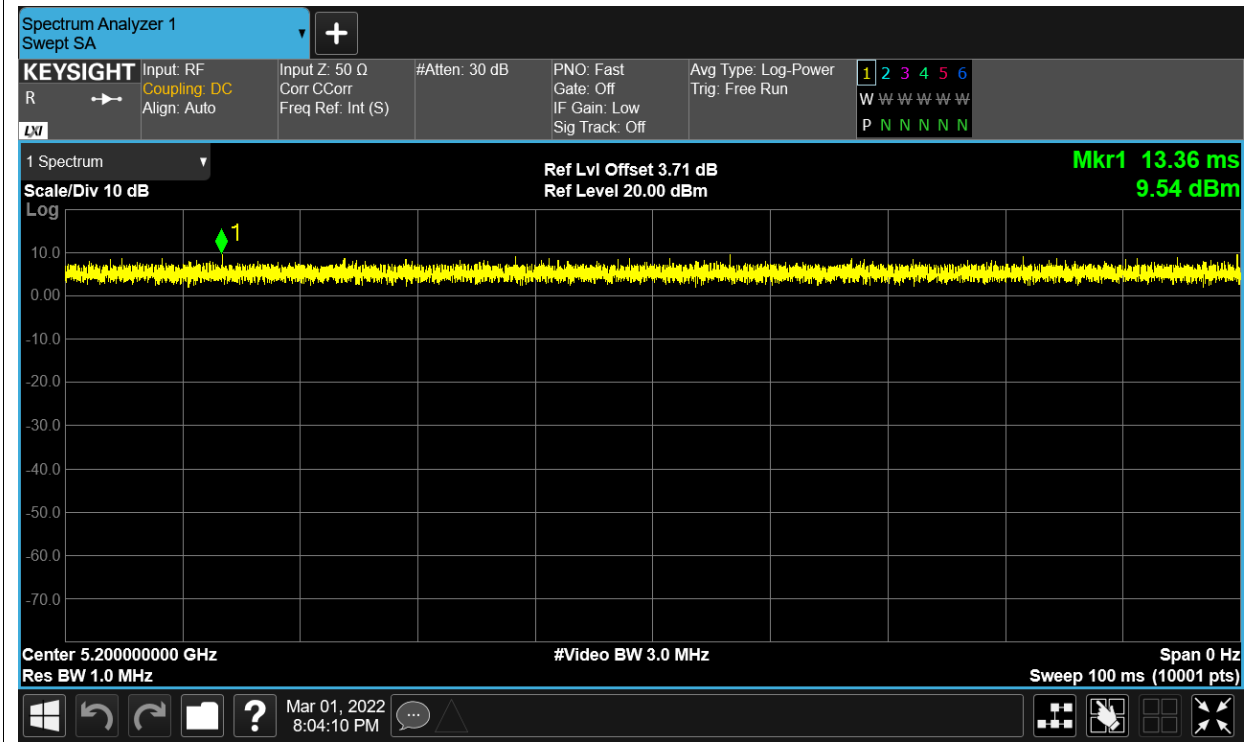 Spectrum Analyzer 1
Swept SA
+
KEYSIGHT
R
LXI
Input: RF
Coupling: DC
Align: Auto
Input Z: 50 Ω
Corr CCorr
Freq Ref: Int (S)
#Atten: 30 dB
PNO: Fast
Gate: Off
IF Gain: Low
Sig Track: Off
Avg Type: Log-Power
Trig: Free Run
1 2 3 4 5 6
W W W W W W
P N N N N N
1 Spectrum
Scale/Div 10 dB
Log
Ref Lvl Offset 3.71 dB
Ref Level 20.00 dBm
Mkr1 13.36 ms
9.54 dBm
1
10.0
0.00
-10.0
-20.0
-30.0
-40.0
-50.0
-60.0
-70.0
Center 5.200000000 GHz
Res BW 1.0 MHz
#Video BW 3.0 MHz
Span 0 Hz
Sweep 100 ms (10001 pts)
?
Mar 01, 2022
8:04:10 PM